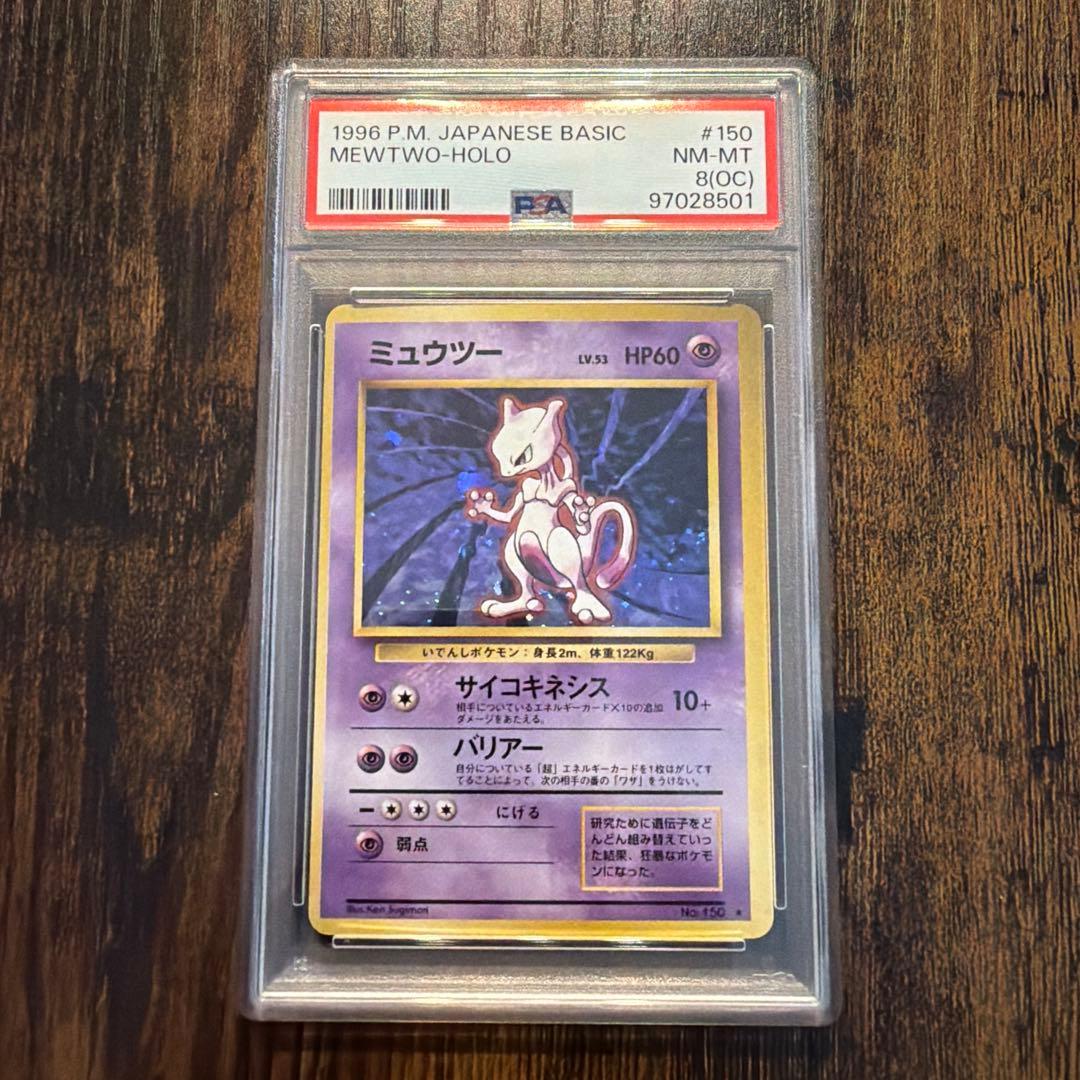 1996 P.M. JAPANESE BASIC #150
MEWTWO-HOLO NM-MT
8(OC)
PSA 97028501
ミュウツー LV.53 HP60
いでんしポケモン：身長2m、体重122Kg
サイコキネシス 10+
相手についているエネルギーカード×10の追加
ダメージをあたえる。
バリアー
自分についている「超」エネルギーカードを1枚はがしてす
てることによって、次の相手の番の「ワザ」をうけない。
ー にげる
弱点
研究ために遺伝子をど
んどん組み替えていっ
た結果、狂暴なポケモ
ンになった。
Illus.Ken Sugimori No.150